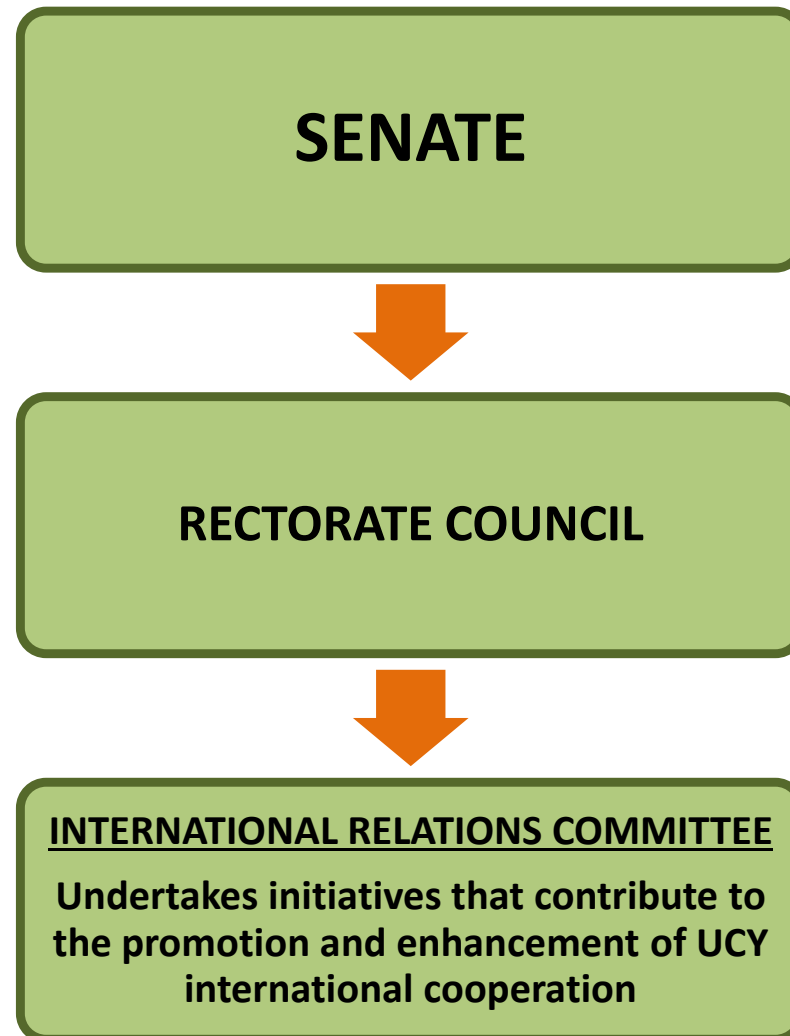 SENATE
RECTORATE COUNCIL
INTERNATIONAL RELATIONS COMMITTEE
Undertakes initiatives that contribute to
the promotion and enhancement of UCY
international cooperation